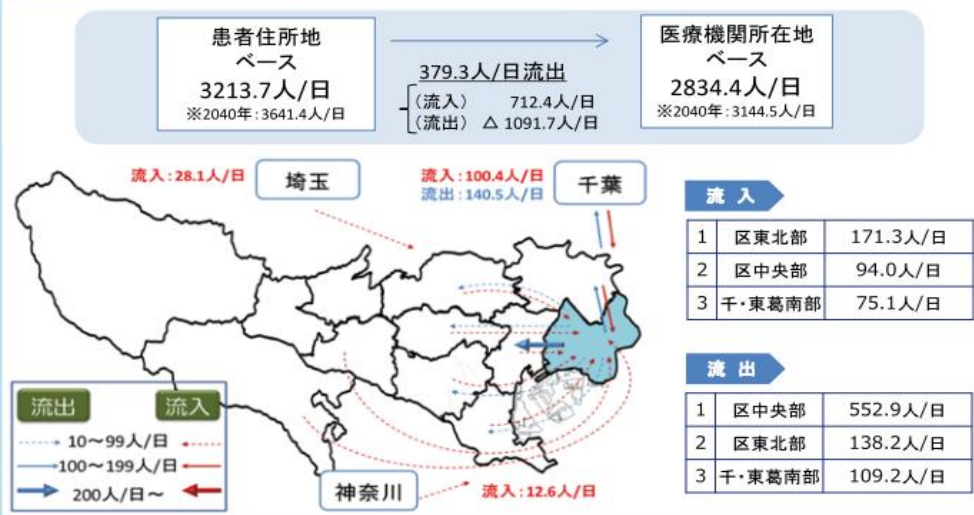 患者住所地
ベース
3213.7人/日
※2040年:3641.4人/日
379.3人/日流出
(流入) 712.4人/日
(流出) △ 1091.7人/日
医療機関所在地
ベース
2834.4人/日
※2040年:3144.5人/日
流入:28.1人/日
埼玉
流入:100.4人/日
流出:140.5人/日
千葉
流 入
1 区東北部 171.3人/日
2 区中央部 94.0人/日
3 千・東葛南部 75.1人/日
流 出
1 区中央部 552.9人/日
2 区東北部 138.2人/日
3 千・東葛南部 109.2人/日
流出 流入
10~99人/日
100~199人/日
200人/日~
神奈川
流入:12.6人/日